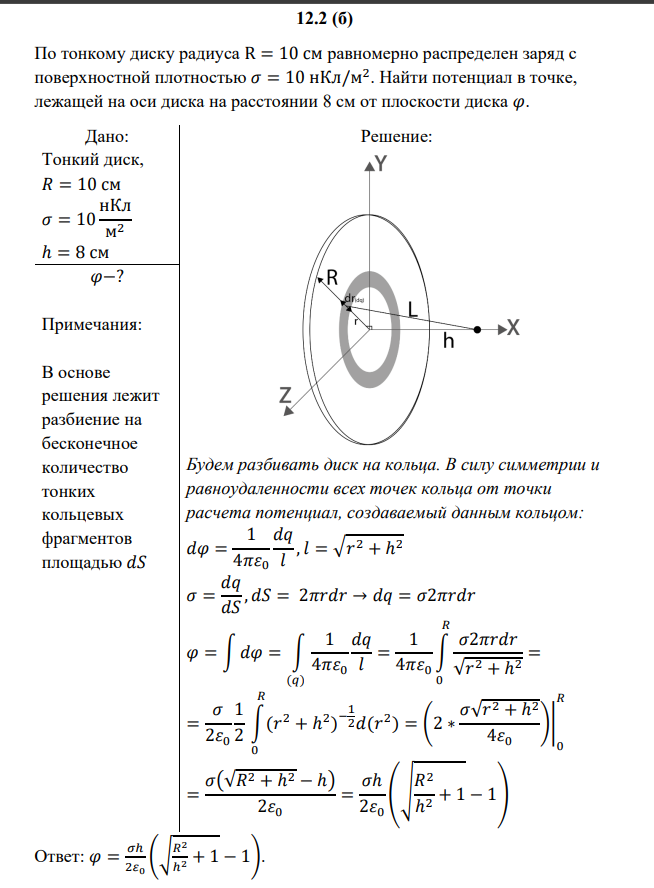 12.2 (б)
По тонкому диску радиуса R = 10 см равномерно распределен заряд с
поверхностной плотностью σ = 10 нКл/м². Найти потенциал в точке,
лежащей на оси диска на расстоянии 8 см от плоскости диска φ.
Дано:
Тонкий диск,
R = 10 см
σ = 10 нКл/м²
h = 8 см
φ−?
Примечания:
В основе
решения лежит
разбиение на
бесконечное
количество
тонких
кольцевых
фрагментов
площадью dS
Решение:
Y
R
dr(dq)
L
r
X
h
Z
Будем разбивать диск на кольца. В силу симметрии и
равноудаленности всех точек кольца от точки
расчета потенциал, создаваемый данным кольцом:
dφ = 1/(4πε₀) dq/l, l = √(r² + h²)
σ = dq/dS, dS = 2πrdr → dq = σ2πrdr
φ = ∫ dφ = ∫_(q) 1/(4πε₀) dq/l = 1/(4πε₀) ∫₀ᴿ σ2πrdr/√(r² + h²) =
= σ/(2ε₀) 1/2 ∫₀ᴿ (r² + h²)^(−1/2) d(r²) = (2 * σ√(r² + h²)/(4ε₀))|₀ᴿ
= σ(√(R² + h²) − h)/(2ε₀) = σh/(2ε₀) (√(R²/h² + 1) − 1)
Ответ: φ = σh/(2ε₀) (√(R²/h² + 1) − 1).